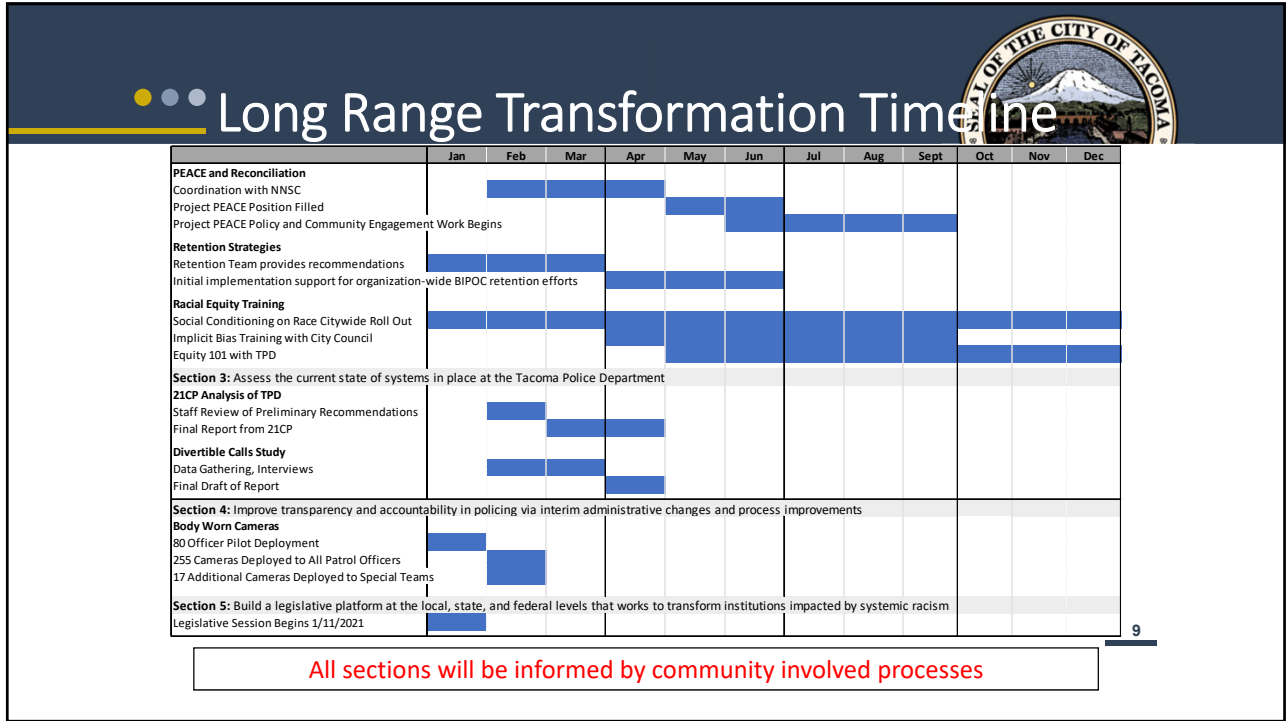 SEAL OF THE CITY OF TACOMA
Long Range Transformation Timeline
Jan Feb Mar Apr May Jun Jul Aug Sept Oct Nov Dec
PEACE and Reconciliation
Coordination with NNSC
Project PEACE Position Filled
Project PEACE Policy and Community Engagement Work Begins
Retention Strategies
Retention Team provides recommendations
Initial implementation support for organization-wide BIPOC retention efforts
Racial Equity Training
Social Conditioning on Race Citywide Roll Out
Implicit Bias Training with City Council
Equity 101 with TPD
Section 3: Assess the current state of systems in place at the Tacoma Police Department
21CP Analysis of TPD
Staff Review of Preliminary Recommendations
Final Report from 21CP
Divertible Calls Study
Data Gathering, Interviews
Final Draft of Report
Section 4: Improve transparency and accountability in policing via interim administrative changes and process improvements
Body Worn Cameras
80 Officer Pilot Deployment
255 Cameras Deployed to All Patrol Officers
17 Additional Cameras Deployed to Special Teams
Section 5: Build a legislative platform at the local, state, and federal levels that works to transform institutions impacted by systemic racism
Legislative Session Begins 1/11/2021
9
All sections will be informed by community involved processes